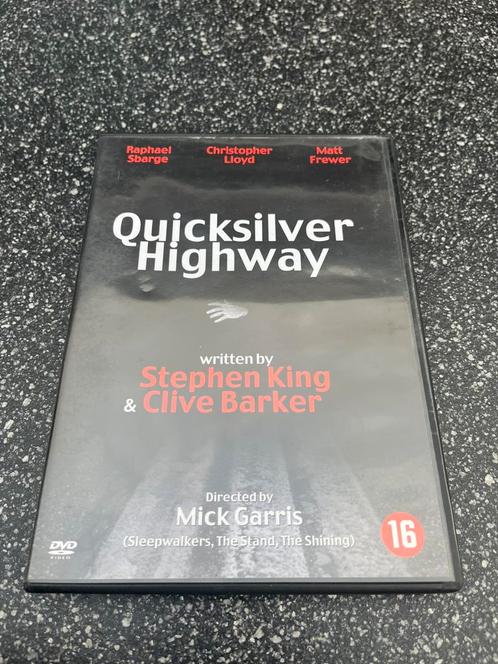 Raphael Sbarge
Christopher Lloyd
Matt Frewer
Quicksilver
Highway
written by
Stephen King
& Clive Barker
Directed by
Mick Garris
(Sleepwalkers, The Stand, The Shining)
DVD
VIDEO
16